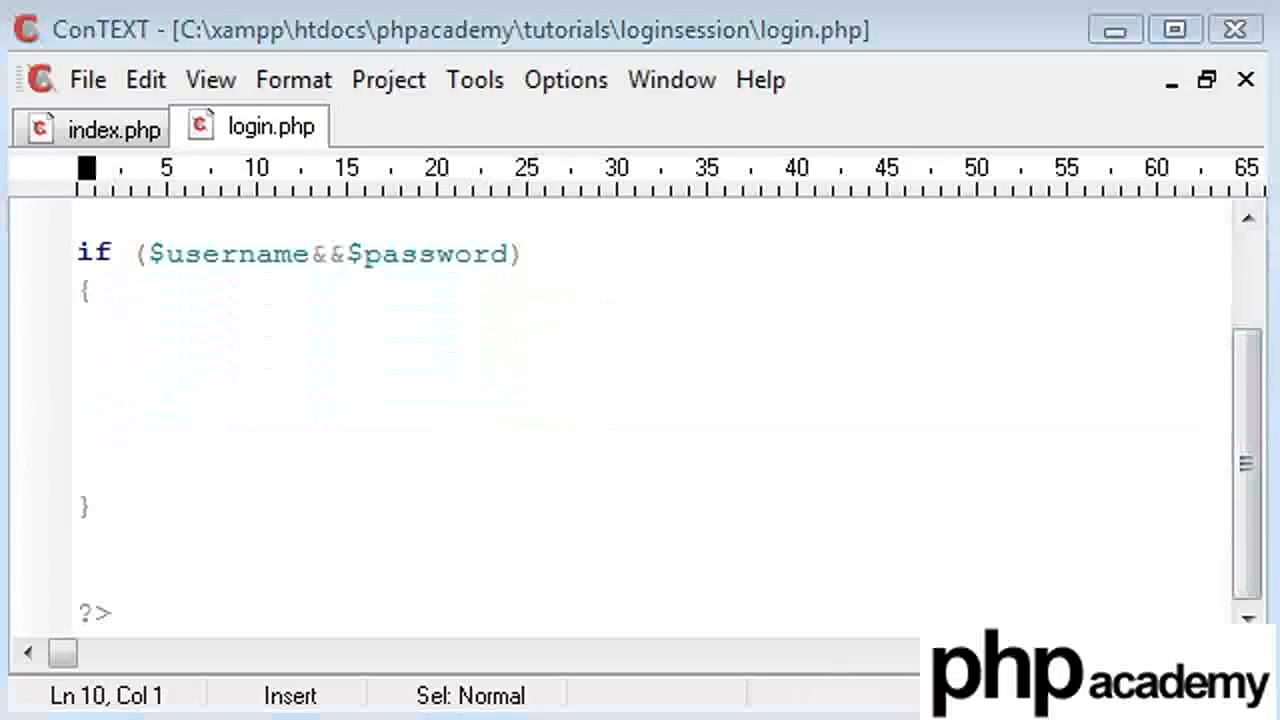 ConTEXT - [C:\xampp\htdocs\phpacademy\tutorials\loginsession\login.php]
File Edit View Format Project Tools Options Window Help
index.php login.php
5 10 15 20 25 30 35 40 45 50 55 60 65
if ($username&&$password)
{
}
?>
Ln 10, Col 1 Insert Sel: Normal
php academy